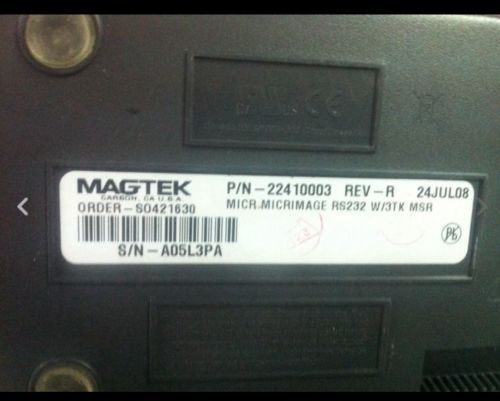 MAGTEK
CARSON, CA U.S.A.
P/N-22410003 REV-R 24JUL08
ORDER-S0421630
MICR.MICRIMAGE RS232 W/3TK MSR
S/N-A05L3PA